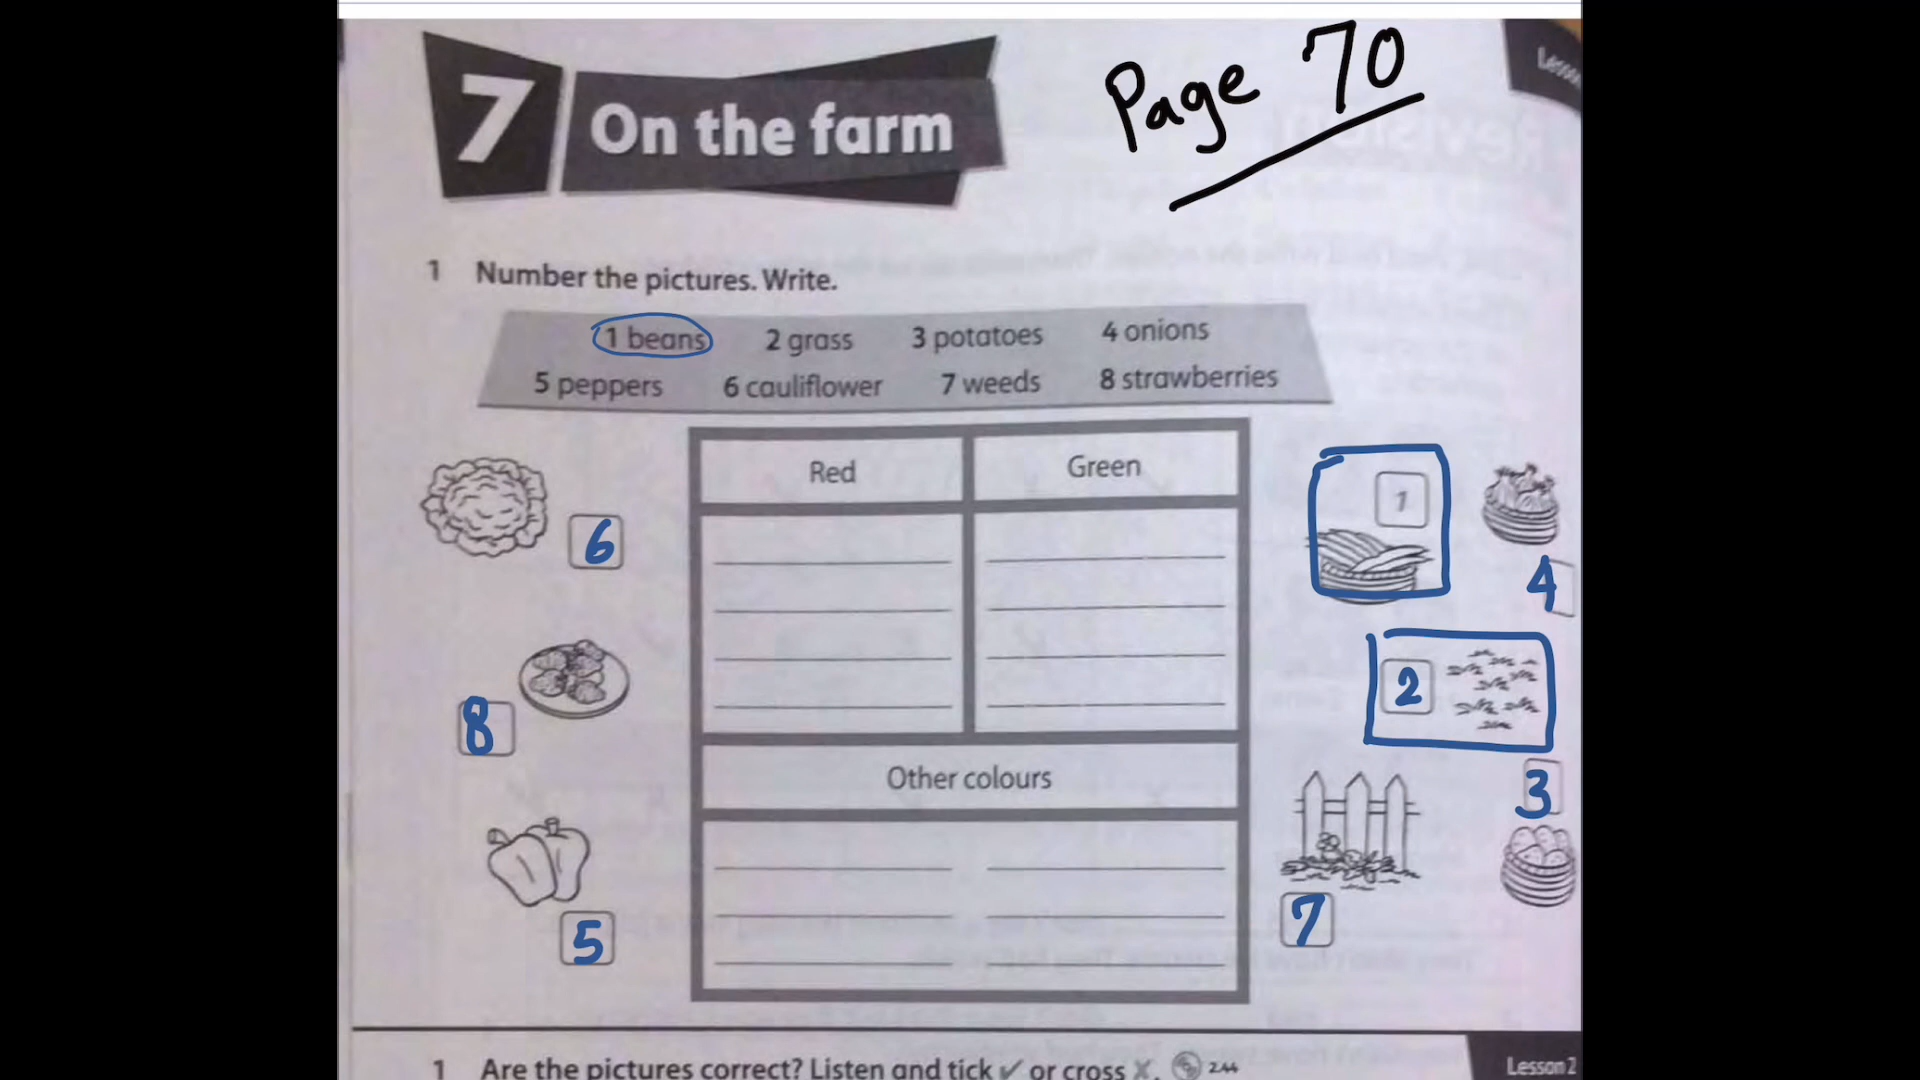 Page 70
7 On the farm
1 Number the pictures. Write.
1 beans 2 grass 3 potatoes 4 onions
5 peppers 6 cauliflower 7 weeds 8 strawberries
Red Green
1
6
4
2
8
3
Other colours
7
5
Lesson 2
1 Are the pictures correct? Listen and tick ✓ or cross ✗. 2.44